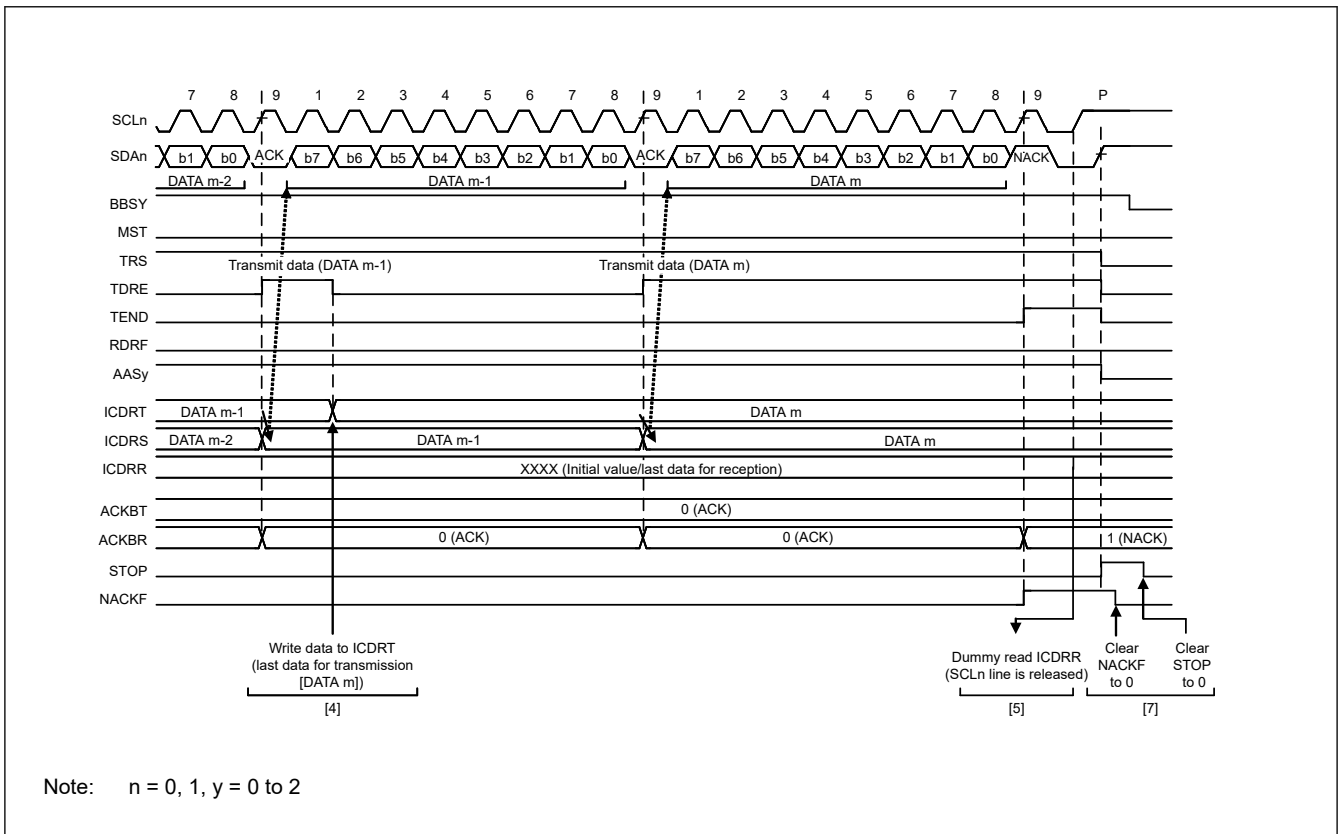 7 8 9 1 2 3 4 5 6 7 8 9 1 2 3 4 5 6 7 8 9 P
SCLn
SDAn b1 b0 ACK b7 b6 b5 b4 b3 b2 b1 b0 ACK b7 b6 b5 b4 b3 b2 b1 b0 NACK
DATA m-2 DATA m-1 DATA m
BBSY
MST
TRS
Transmit data (DATA m-1) Transmit data (DATA m)
TDRE
TEND
RDRF
AASy
ICDRT DATA m-1 DATA m
ICDRS DATA m-2 DATA m-1 DATA m
ICDRR XXXX (Initial value/last data for reception)
ACKBT 0 (ACK)
ACKBR 0 (ACK) 0 (ACK) 1 (NACK)
STOP
NACKF
Write data to ICDRT
(last data for transmission
[DATA m])
[4]
Dummy read ICDRR
(SCLn line is released)
[5]
Clear
NACKF
to 0
Clear
STOP
to 0
[7]
Note: n = 0, 1, y = 0 to 2